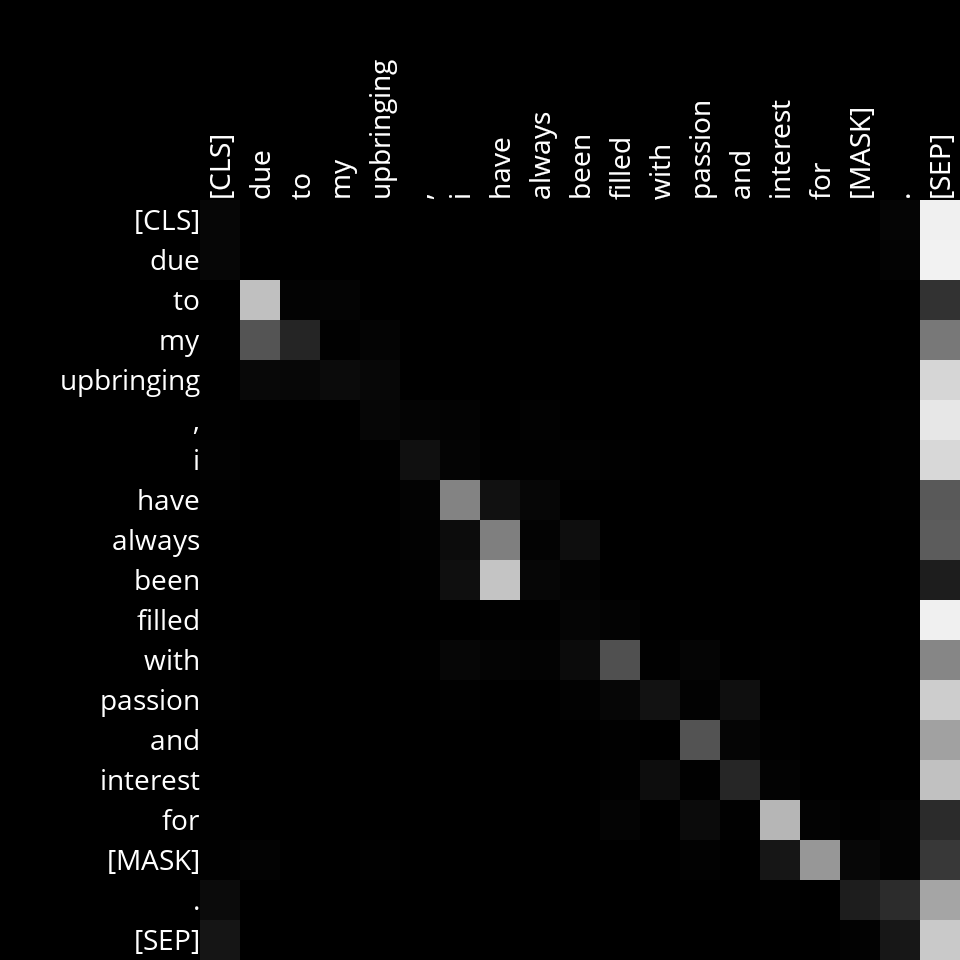 [CLS] due to my upbringing , i have always been filled with passion and interest for [MASK] . [SEP]
[CLS]
due
to
my
upbringing
,
i
have
always
been
filled
with
passion
and
interest
for
[MASK]
.
[SEP]